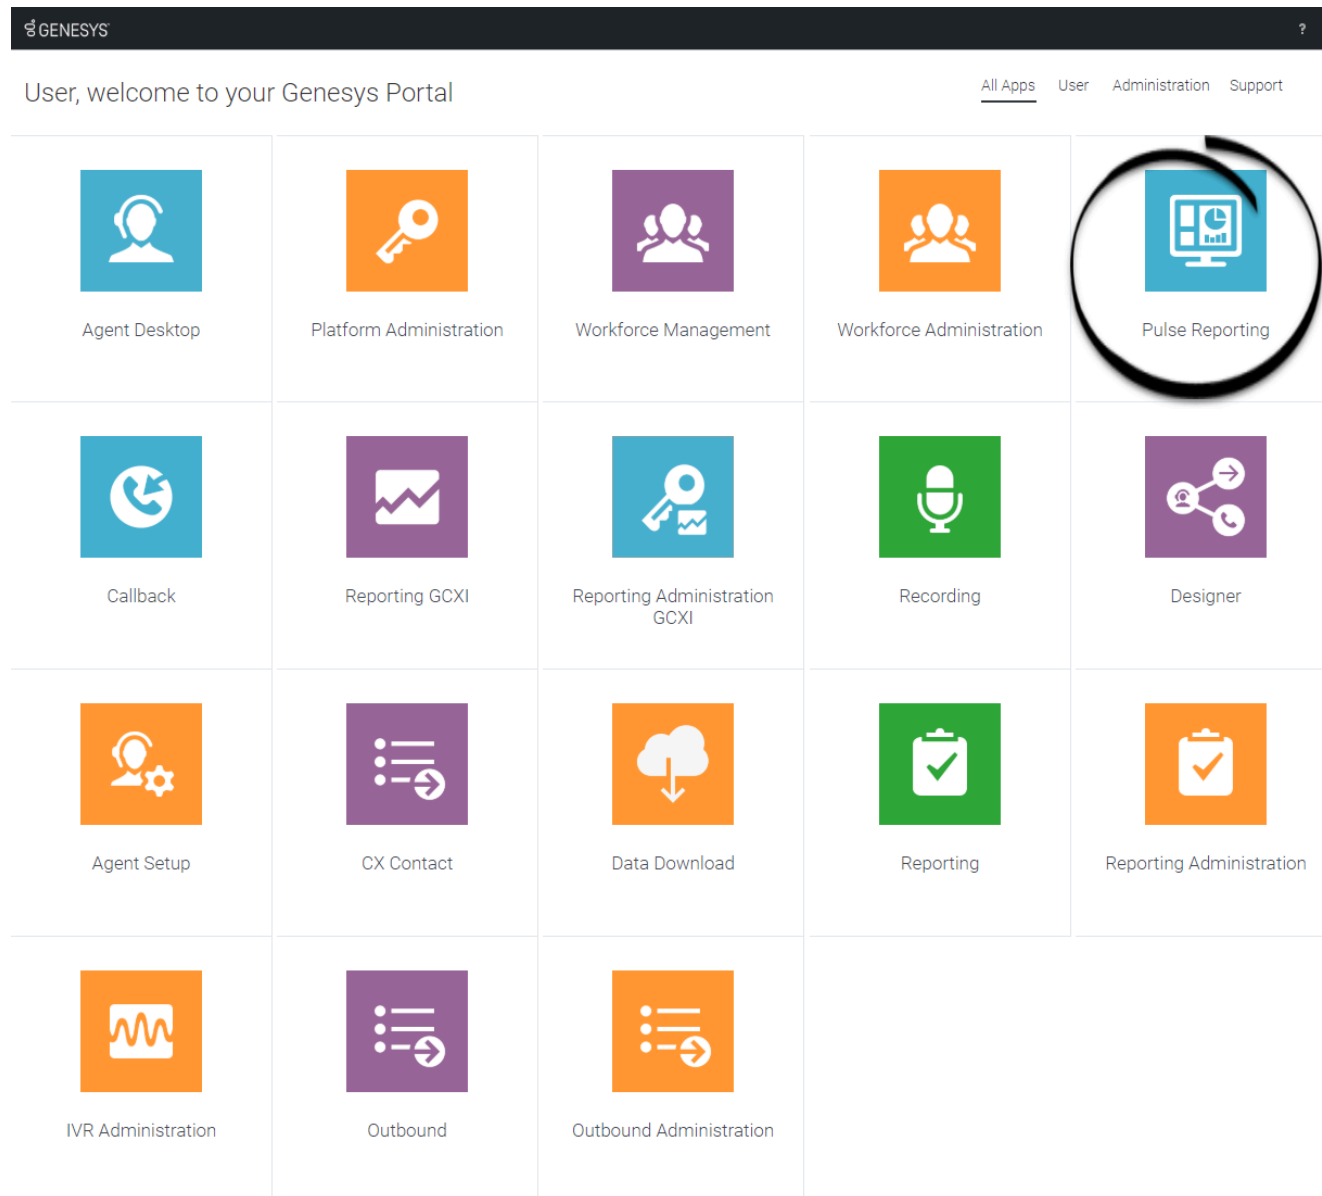 GENESYS
?
User, welcome to your Genesys Portal
All Apps User Administration Support
Agent Desktop
Platform Administration
Workforce Management
Workforce Administration
Pulse Reporting
Callback
Reporting GCXI
Reporting Administration
GCXI
Recording
Designer
Agent Setup
CX Contact
Data Download
Reporting
Reporting Administration
IVR Administration
Outbound
Outbound Administration